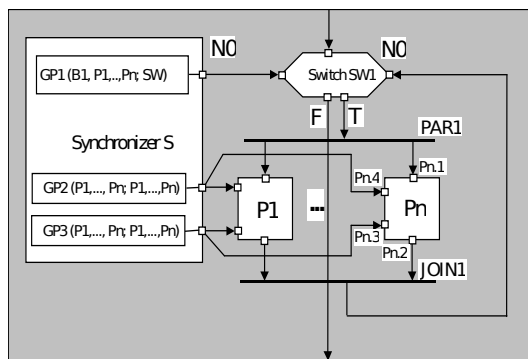 N0
N0
GP1 (B1, P1,..,Pn; SW)
Switch SW1
F
T
Synchronizer S
PAR1
Pn.1
Pn.4
GP2 (P1,..., Pn; P1,...,Pn)
P1
...
Pn
GP3 (P1,..., Pn; P1,...,Pn)
Pn.3
Pn.2
JOIN1